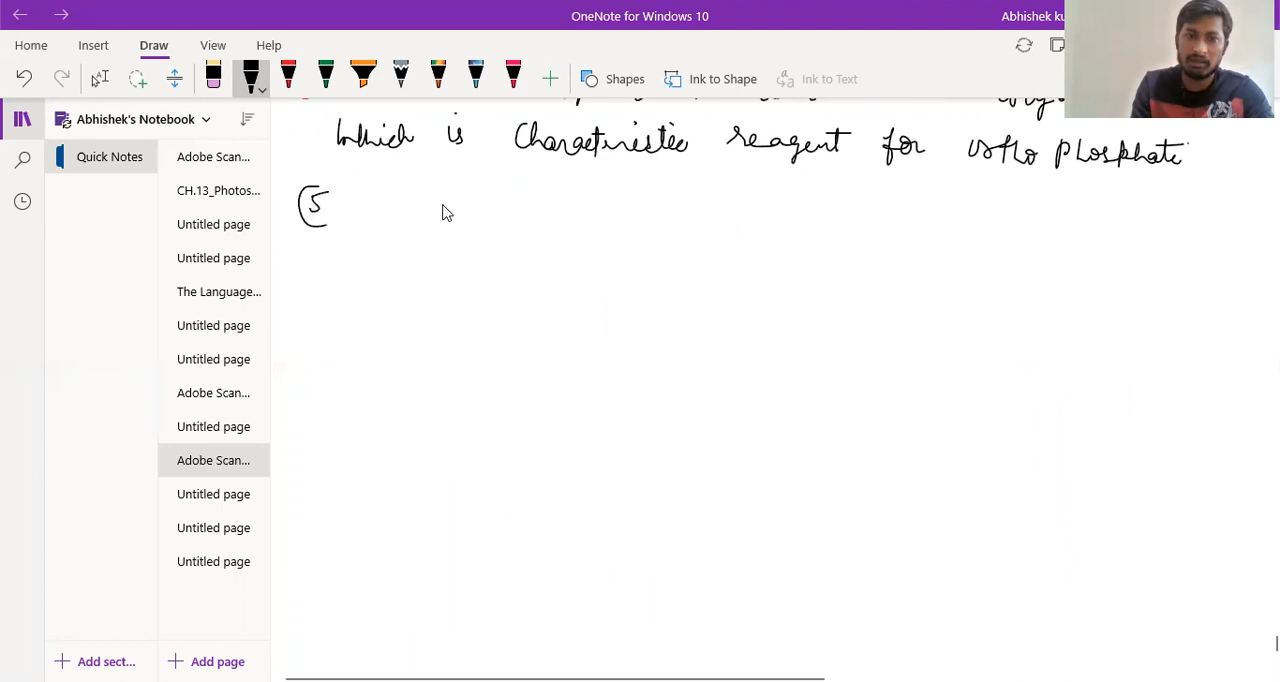 OneNote for Windows 10
Abhishek ku
Home Insert Draw View Help
Shapes Ink to Shape Ink to Text
Abhishek's Notebook
Quick Notes
Adobe Scan...
CH.13_Photos...
Untitled page
Untitled page
The Language...
Untitled page
Untitled page
Adobe Scan...
Untitled page
Adobe Scan...
Untitled page
Untitled page
Untitled page
Add sect... Add page
Which is Charactristic reagent for ortho phosphate
(5